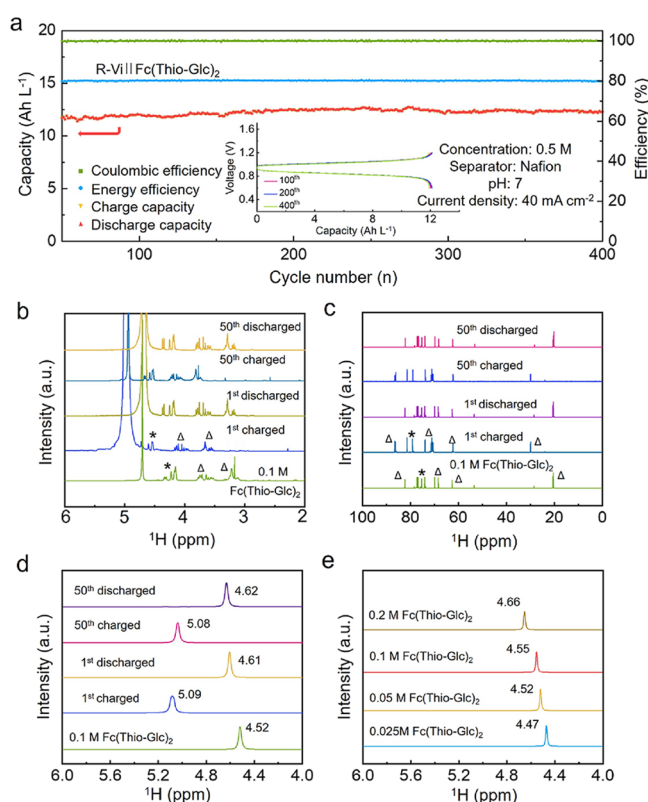 a
20
15
10
5
0
Capacity (Ah L⁻¹)
R-Vi||Fc(Thio-Glc)₂
Coulombic efficiency
Energy efficiency
Charge capacity
Discharge capacity
1.6
1.2
0.8
0.4
Voltage (V)
100th
200th
400th
0 4 8 12
Capacity (Ah L⁻¹)
Concentration: 0.5 M
Separator: Nafion
pH: 7
Current density: 40 mA cm⁻²
100
80
60
40
20
0
Efficiency (%)
100 200 300 400
Cycle number (n)
b
Intensity (a.u.)
50th discharged
50th charged
1st discharged
1st charged
* Δ Δ
0.1 M
* Δ Δ
Fc(Thio-Glc)₂
6 5 4 3 2
¹H (ppm)
c
Intensity (a.u.)
50th discharged
50th charged
1st discharged
1st charged
Δ * Δ Δ Δ
0.1 M Fc(Thio-Glc)₂
Δ * Δ Δ Δ
100 80 60 40 20 0
¹H (ppm)
d
Intensity (a.u.)
50th discharged 4.62
50th charged 5.08
1st discharged 4.61
1st charged 5.09
0.1 M Fc(Thio-Glc)₂ 4.52
6.0 5.6 5.2 4.8 4.4 4.0
¹H (ppm)
e
Intensity (a.u.)
0.2 M Fc(Thio-Glc)₂ 4.66
0.1 M Fc(Thio-Glc)₂ 4.55
0.05 M Fc(Thio-Glc)₂ 4.52
0.025M Fc(Thio-Glc)₂ 4.47
6.0 5.6 5.2 4.8 4.4 4.0
¹H (ppm)